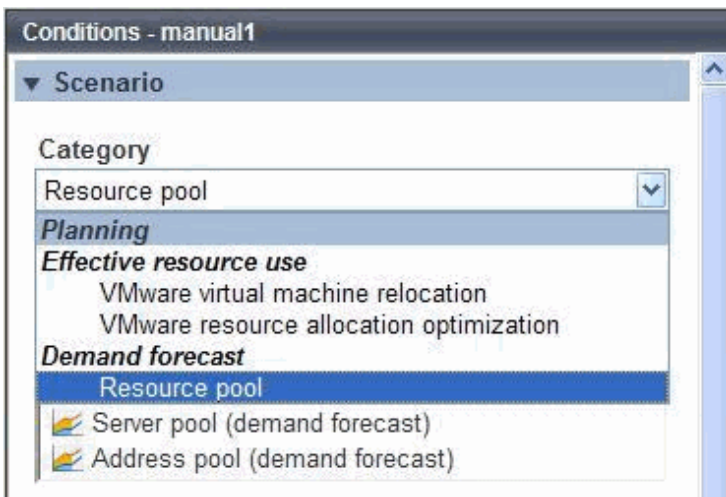 Conditions - manual1
Scenario
Category
Resource pool
Planning
Effective resource use
VMware virtual machine relocation
VMware resource allocation optimization
Demand forecast
Resource pool
Server pool (demand forecast)
Address pool (demand forecast)